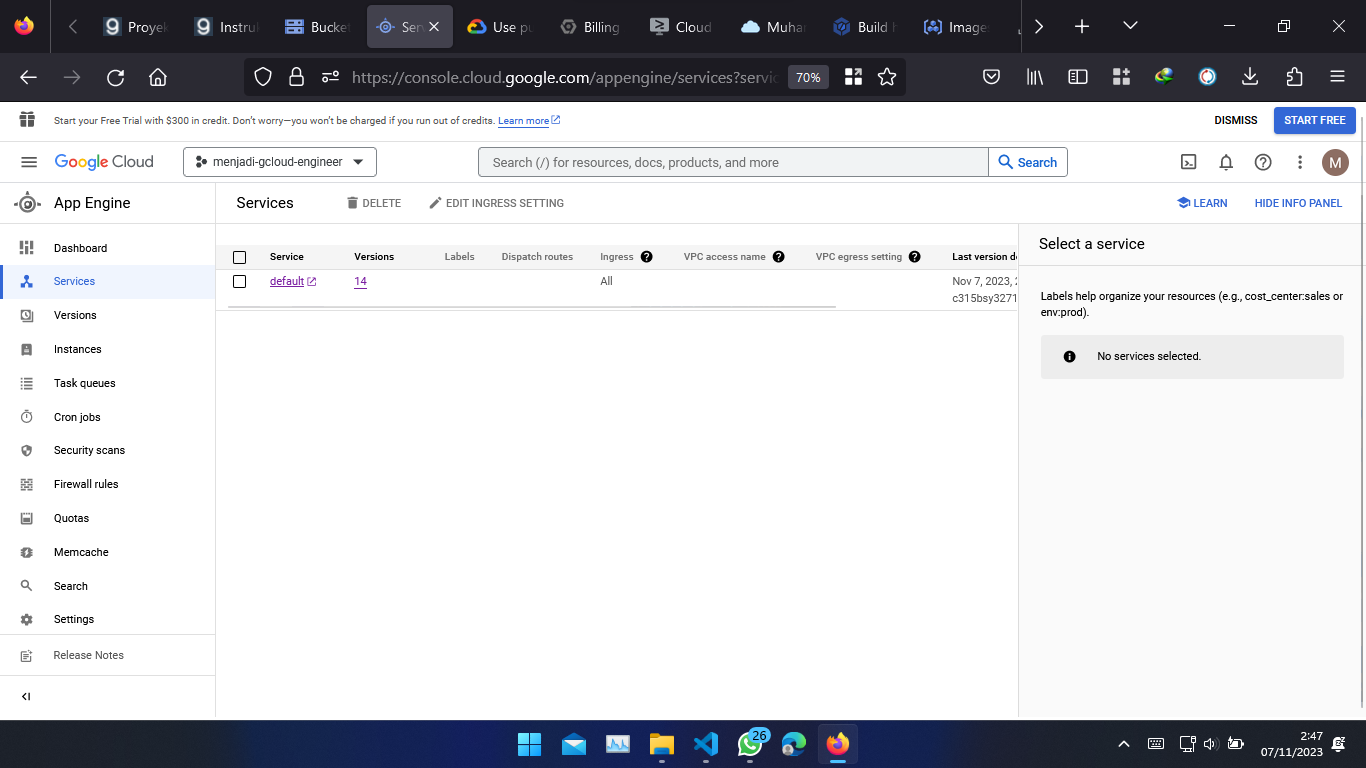 Proyek Instruk Bucket Serv Use pu Billing Cloud Muhar Build h Image
https://console.cloud.google.com/appengine/services?servic 70%
Start your Free Trial with $300 in credit. Don't worry—you won't be charged if you run out of credits. Learn more DISMISS START FREE
Google Cloud menjadi-gcloud-engineer Search (/) for resources, docs, products, and more Search M
App Engine Services DELETE EDIT INGRESS SETTING LEARN HIDE INFO PANEL
Dashboard
Services
Versions
Instances
Task queues
Cron jobs
Security scans
Firewall rules
Quotas
Memcache
Search
Settings
Release Notes
Service Versions Labels Dispatch routes Ingress VPC access name VPC egress setting Last version de
default 14 All Nov 7, 2023, 2
c315bsy3271
Select a service
Labels help organize your resources (e.g., cost_center:sales or
env:prod).
No services selected.
26
2:47
07/11/2023